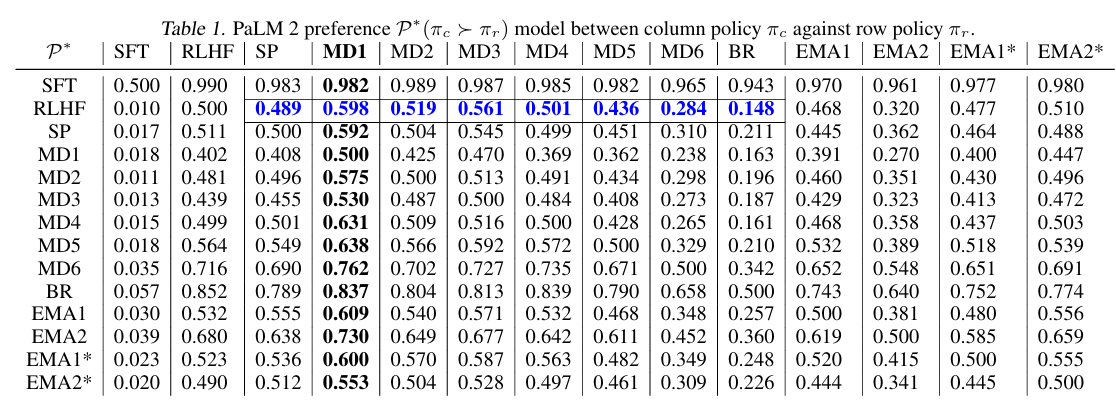 Table 1. PaLM 2 preference 𝒫*(π_c ≻ π_r) model between column policy π_c against row policy π_r.
𝒫* SFT RLHF SP MD1 MD2 MD3 MD4 MD5 MD6 BR EMA1 EMA2 EMA1* EMA2*
SFT 0.500 0.990 0.983 0.982 0.989 0.987 0.985 0.982 0.965 0.943 0.970 0.961 0.977 0.980
RLHF 0.010 0.500 0.489 0.598 0.519 0.561 0.501 0.436 0.284 0.148 0.468 0.320 0.477 0.510
SP 0.017 0.511 0.500 0.592 0.504 0.545 0.499 0.451 0.310 0.211 0.445 0.362 0.464 0.488
MD1 0.018 0.402 0.408 0.500 0.425 0.470 0.369 0.362 0.238 0.163 0.391 0.270 0.400 0.447
MD2 0.011 0.481 0.496 0.575 0.500 0.513 0.491 0.434 0.298 0.196 0.460 0.351 0.430 0.496
MD3 0.013 0.439 0.455 0.530 0.487 0.500 0.484 0.408 0.273 0.187 0.429 0.323 0.413 0.472
MD4 0.015 0.499 0.501 0.631 0.509 0.516 0.500 0.428 0.265 0.161 0.468 0.358 0.437 0.503
MD5 0.018 0.564 0.549 0.638 0.566 0.592 0.572 0.500 0.329 0.210 0.532 0.389 0.518 0.539
MD6 0.035 0.716 0.690 0.762 0.702 0.727 0.735 0.671 0.500 0.342 0.652 0.548 0.651 0.691
BR 0.057 0.852 0.789 0.837 0.804 0.813 0.839 0.790 0.658 0.500 0.743 0.640 0.752 0.774
EMA1 0.030 0.532 0.555 0.609 0.540 0.571 0.532 0.468 0.348 0.257 0.500 0.381 0.480 0.556
EMA2 0.039 0.680 0.638 0.730 0.649 0.677 0.642 0.611 0.452 0.360 0.619 0.500 0.585 0.659
EMA1* 0.023 0.523 0.536 0.600 0.570 0.587 0.563 0.482 0.349 0.248 0.520 0.415 0.500 0.555
EMA2* 0.020 0.490 0.512 0.553 0.504 0.528 0.497 0.461 0.309 0.226 0.444 0.341 0.445 0.500